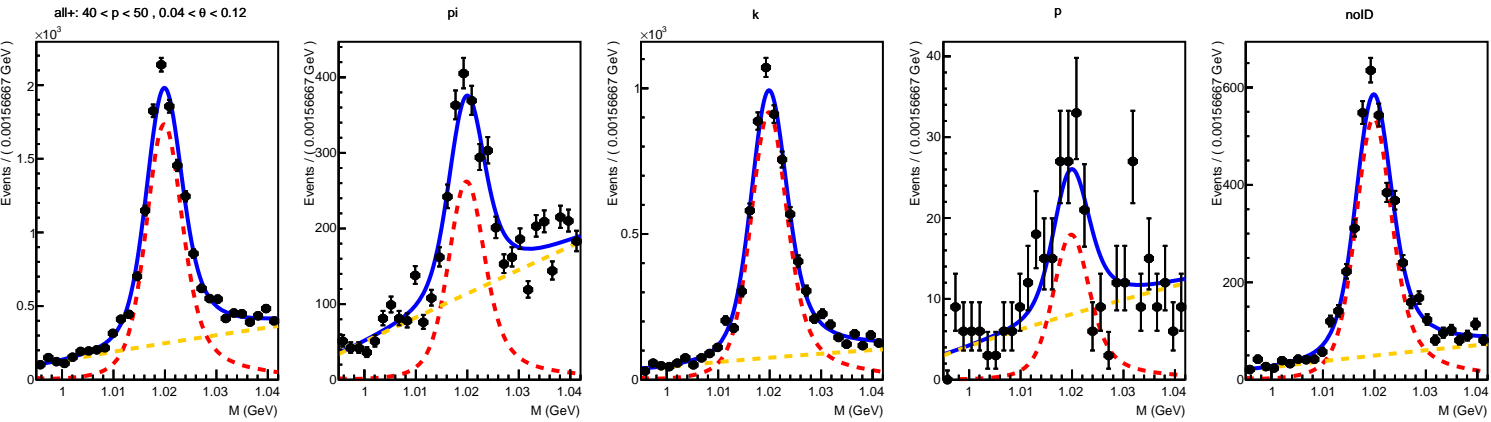 all+: 40 < p < 50 , 0.04 < θ < 0.12
×10³
Events / ( 0.00156667 GeV )
2
1.5
1
0.5
0
1 1.01 1.02 1.03 1.04
M (GeV)
pi
Events / ( 0.00156667 GeV )
400
300
200
100
0
1 1.01 1.02 1.03 1.04
M (GeV)
k
×10³
Events / ( 0.00156667 GeV )
1
0.5
0
1 1.01 1.02 1.03 1.04
M (GeV)
p
Events / ( 0.00156667 GeV )
40
30
20
10
0
1 1.01 1.02 1.03 1.04
M (GeV)
noID
Events / ( 0.00156667 GeV )
600
400
200
0
1 1.01 1.02 1.03 1.04
M (GeV)